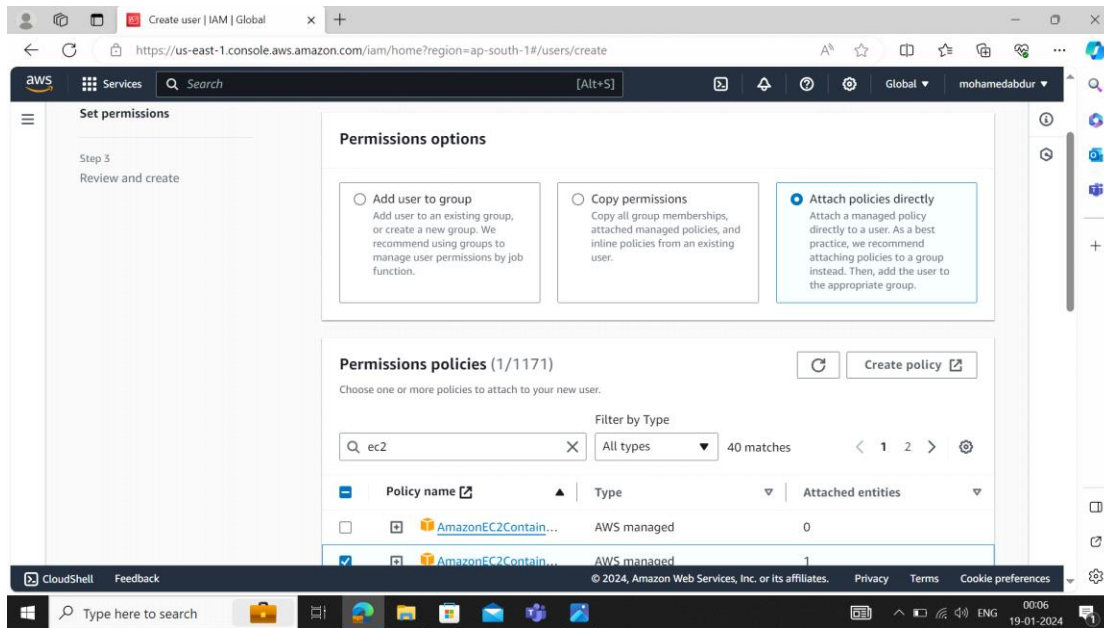 Create user | IAM | Global
https://us-east-1.console.aws.amazon.com/iam/home?region=ap-south-1#/users/create
aws
Services
Search
[Alt+S]
Global
mohamedabdur
Set permissions
Step 3
Review and create
Permissions options
Add user to group
Add user to an existing group,
or create a new group. We
recommend using groups to
manage user permissions by job
function.
Copy permissions
Copy all group memberships,
attached managed policies, and
inline policies from an existing
user.
Attach policies directly
Attach a managed policy
directly to a user. As a best
practice, we recommend
attaching policies to a group
instead. Then, add the user to
the appropriate group.
Permissions policies (1/1171)
Create policy
Choose one or more policies to attach to your new user.
Filter by Type
ec2
All types
40 matches
1 2
Policy name
Type
Attached entities
AmazonEC2Contain...
AWS managed
0
AmazonEC2Contain...
AWS managed
1
CloudShell
Feedback
© 2024, Amazon Web Services, Inc. or its affiliates.
Privacy
Terms
Cookie preferences
Type here to search
ENG
00:06
19-01-2024